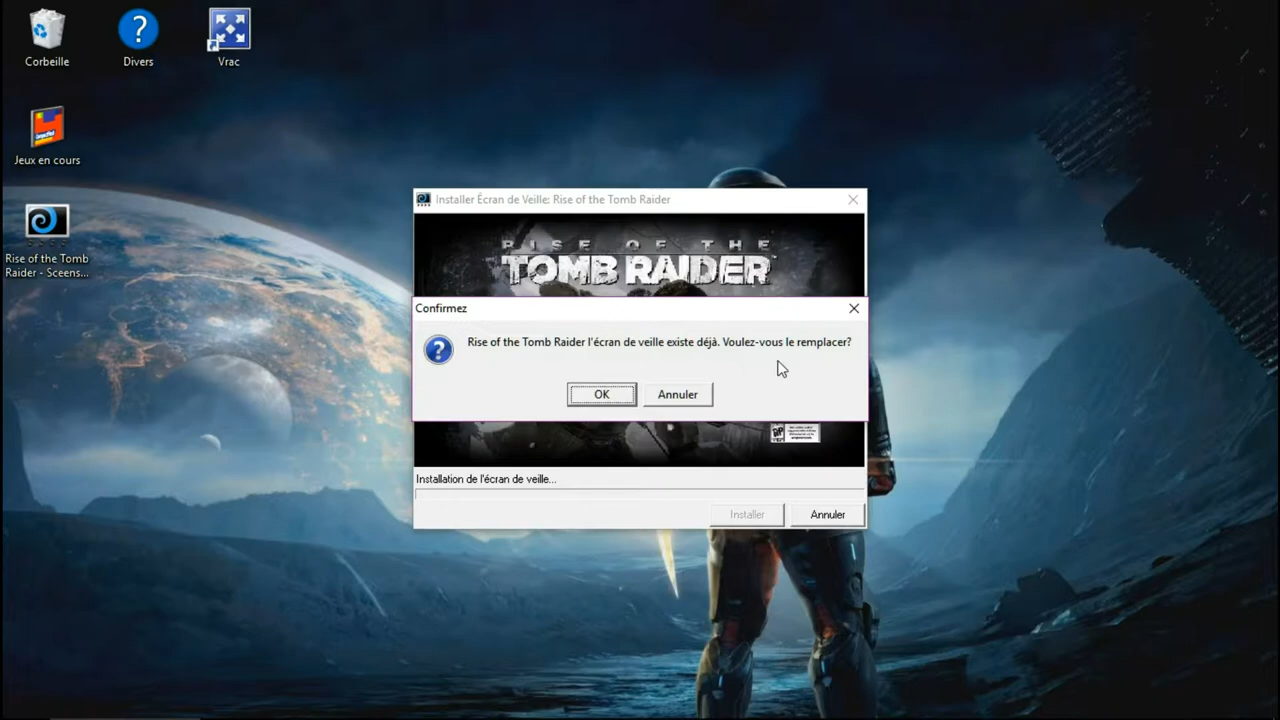 Corbeille
Divers
Vrac
Jeux en cours
Rise of the Tomb
Raider - Sceens...
Installer Écran de Veille: Rise of the Tomb Raider
RISE OF THE
TOMB RAIDER
Confirmez
Rise of the Tomb Raider l'écran de veille existe déjà. Voulez-vous le remplacer?
OK
Annuler
RP
Installation de l'écran de veille...
Installer
Annuler